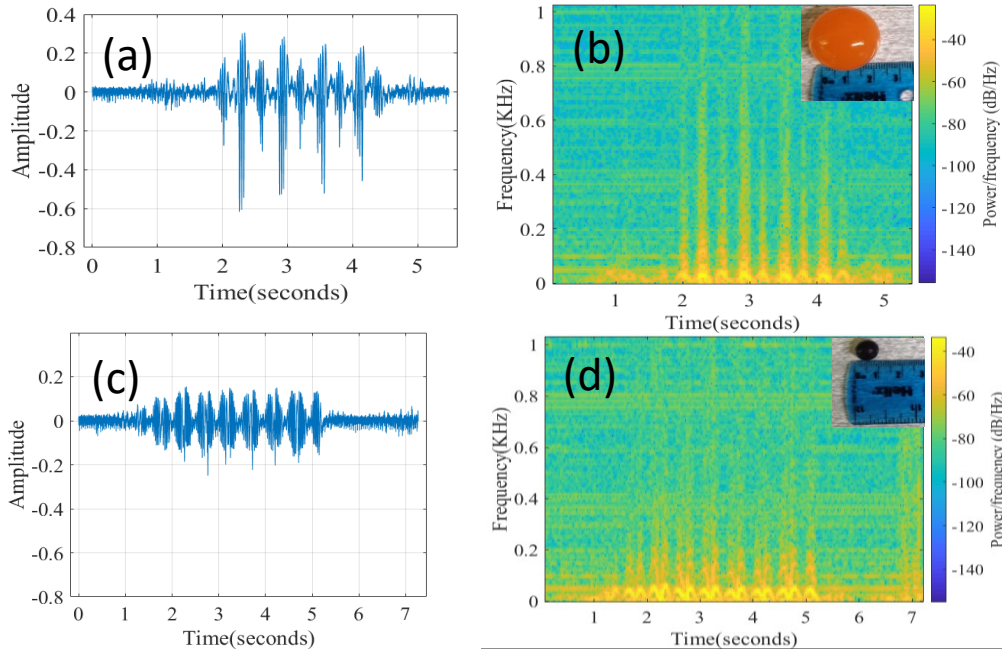 (a)
0.4
0.2
0
-0.2
-0.4
-0.6
-0.8
Amplitude
0 1 2 3 4 5
Time(seconds)
(b)
1
0.8
0.6
0.4
0.2
0
Frequency(KHz)
1 2 3 4 5
Time(seconds)
-40
-60
-80
-100
-120
-140
Power/frequency (dB/Hz)
Helix
(c)
0.2
0
-0.2
-0.4
-0.6
-0.8
Amplitude
0 1 2 3 4 5 6 7
Time(seconds)
(d)
1
0.8
0.6
0.4
0.2
0
Frequency(KHz)
0 1 2 3 4 5 6 7
Time(seconds)
-40
-60
-80
-100
-120
-140
Power/frequency (dB/Hz)
Helix